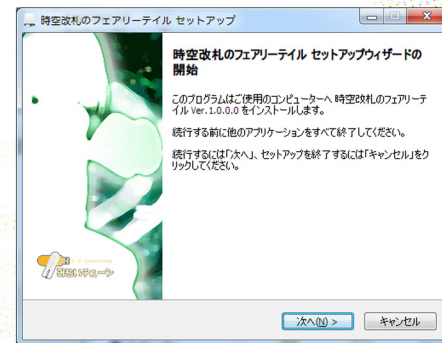 時空改札のフェアリーテイル セットアップ
時空改札のフェアリーテイル セットアップウィザードの
開始
このプログラムはご使用のコンピューターへ 時空改札のフェアリーテ
イル Ver.1.0.0.0 をインストールします。
続行する前に他のアプリケーションをすべて終了してください。
続行するには「次へ」、セットアップを終了するには「キャンセル」をク
リックしてください。
みらいチューン
次へ(N) >
キャンセル